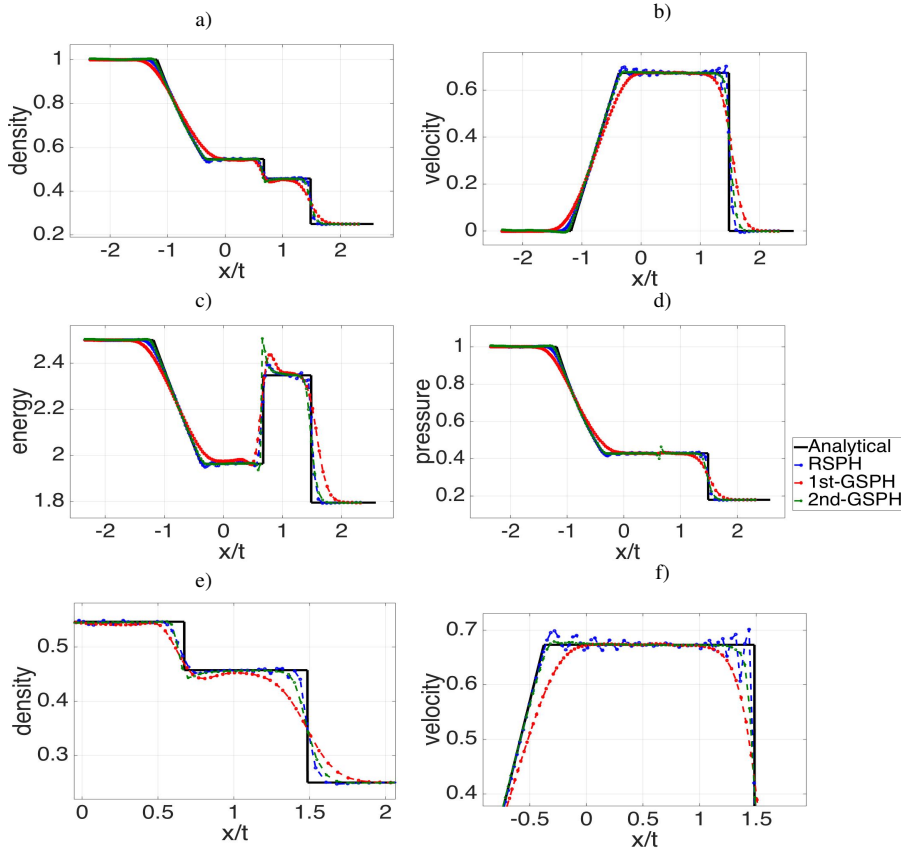 a)
1
0.8
0.6
0.4
0.2
density
-2 -1 0 1 2
x/t
b)
0.6
0.4
0.2
0
velocity
-2 -1 0 1 2
x/t
c)
2.4
2.2
2
1.8
energy
-2 -1 0 1 2
x/t
d)
1
0.8
0.6
0.4
0.2
pressure
-2 -1 0 1 2
x/t
Analytical
RSPH
1st-GSPH
2nd-GSPH
e)
0.5
0.4
0.3
density
0 0.5 1 1.5 2
x/t
f)
0.7
0.6
0.5
0.4
velocity
-0.5 0 0.5 1 1.5
x/t